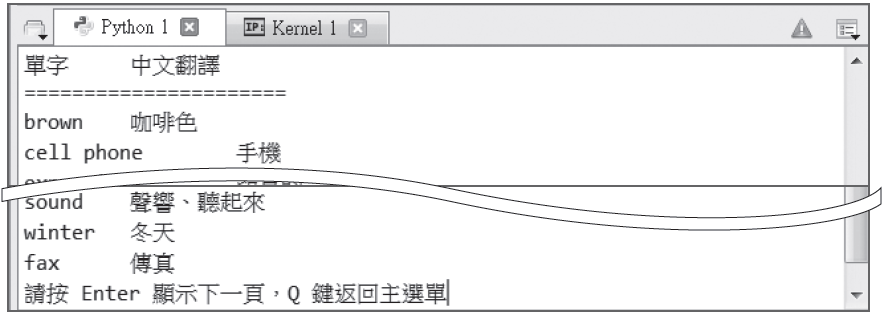 Python 1 IP: Kernel 1
單字 中文翻譯
======================
brown 咖啡色
cell phone 手機
sound 聲響、聽起來
winter 冬天
fax 傳真
請按 Enter 顯示下一頁，Q 鍵返回主選單